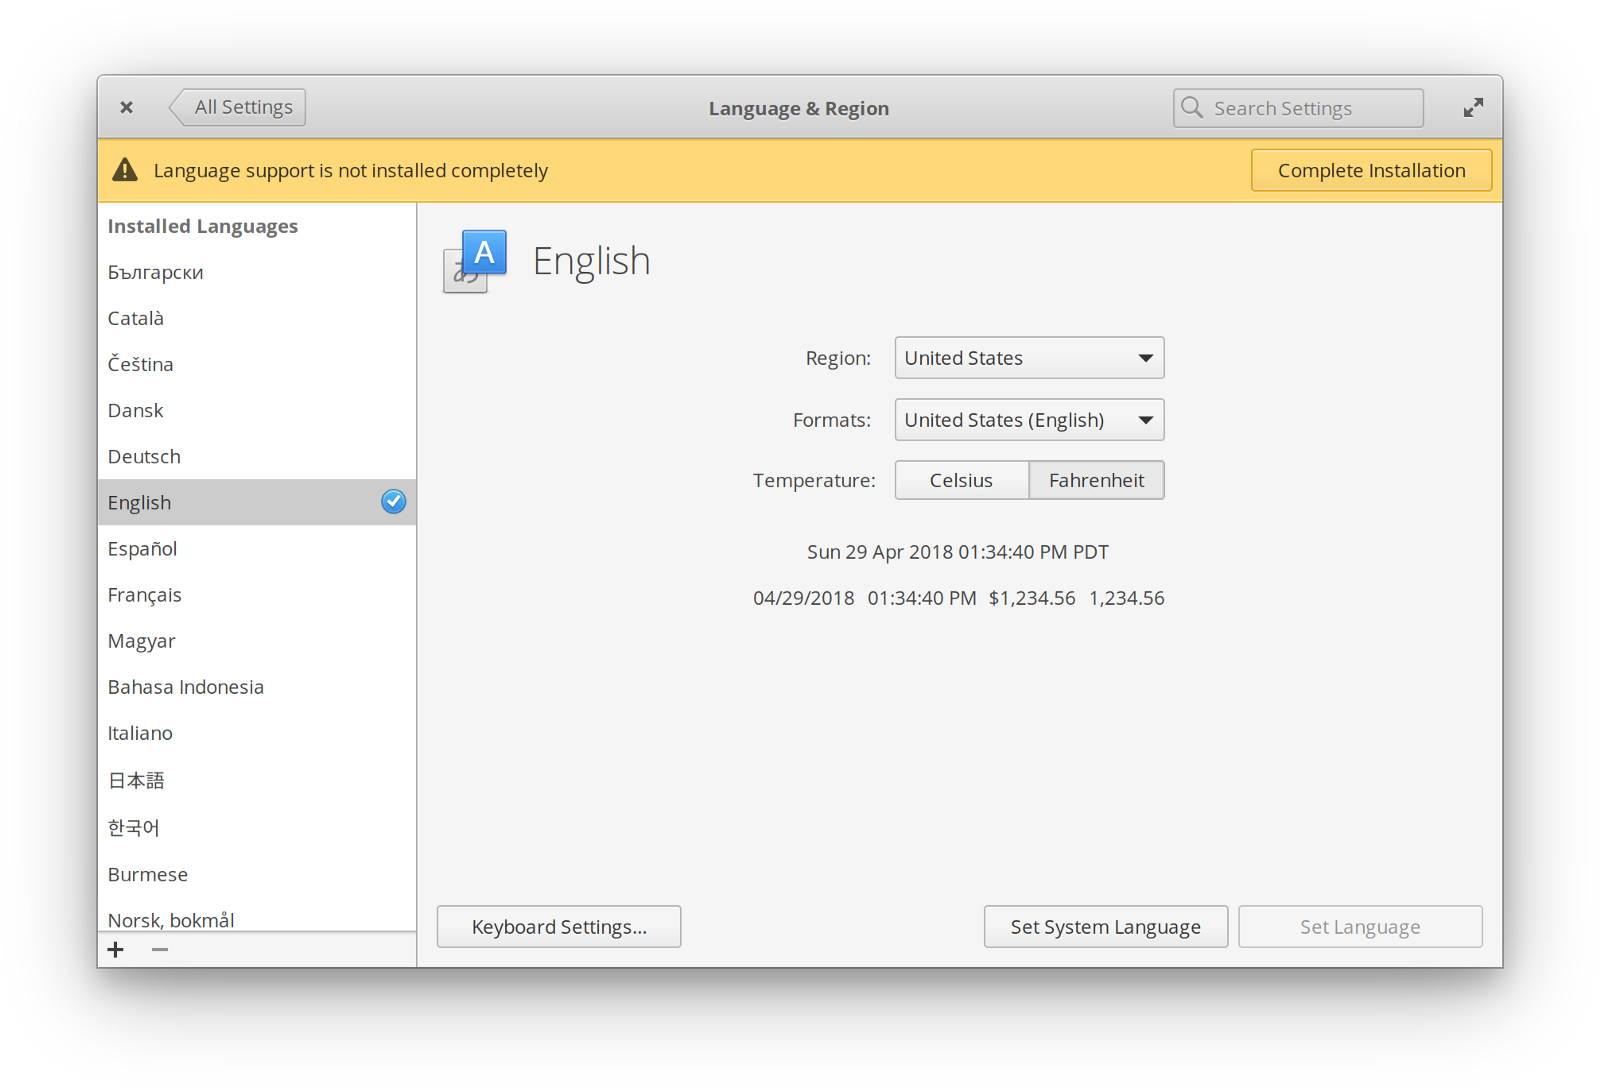 All Settings
Language & Region
Search Settings
Language support is not installed completely
Complete Installation
Installed Languages
Български
Català
Čeština
Dansk
Deutsch
English
Español
Français
Magyar
Bahasa Indonesia
Italiano
日本語
한국어
Burmese
Norsk, bokmål
あ
A
English
Region:
United States
Formats:
United States (English)
Temperature:
Celsius
Fahrenheit
Sun 29 Apr 2018 01:34:40 PM PDT
04/29/2018 01:34:40 PM $1,234.56 1,234.56
Keyboard Settings...
Set System Language
Set Language